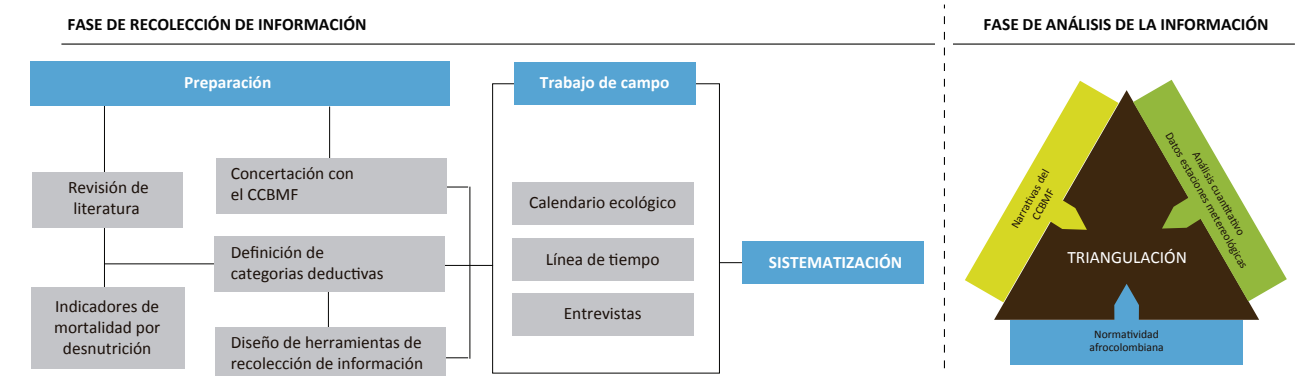 FASE DE RECOLECCIÓN DE INFORMACIÓN
Preparación
Revisión de
literatura
Indicadores de
mortalidad por
desnutrición
Concertación con
el CCBMF
Definición de
categorias deductivas
Diseño de herramientas de
recolección de información
Trabajo de campo
Calendario ecológico
Línea de tiempo
Entrevistas
SISTEMATIZACIÓN
FASE DE ANÁLISIS DE LA INFORMACIÓN
Narrativas del
CCBMF
Análisis cuantitativo
Datos estaciones metereológicas
TRIANGULACIÓN
Normatividad
afrocolombiana